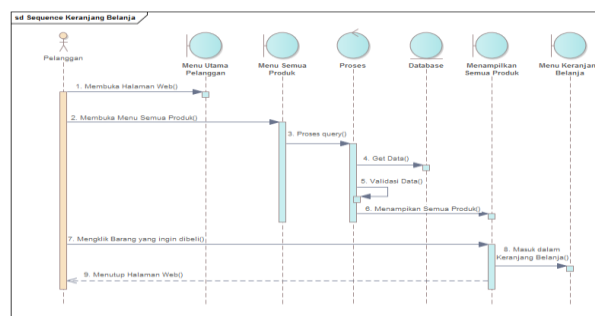 sd Sequence Keranjang Belanja
Pelanggan
Menu Utama
Pelanggan
Menu Semua
Produk
Proses
Database
Menampilkan
Semua Produk
Menu Keranjan
Belanja
1. Membuka Halaman Web()
2. Membuka Menu Semua Produk()
3. Proses query()
4. Get Data()
5. Validasi Data()
6. Menampikan Semua Produk()
7. Mengklik Barang yang ingin dibeli()
8. Masuk dalam
Keranjang Belanja()
9. Menutup Halaman Web()